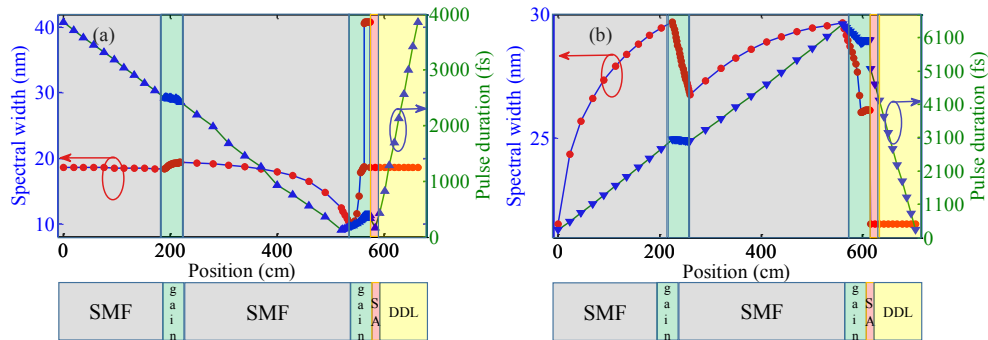 (a)
Spectral width (nm)
40
30
20
10
4000
3000
2000
1000
0
Pulse duration (fs)
0
200
400
600
Position (cm)
SMF
gain
SMF
gain
SA
DDL
(b)
Spectral width (nm)
30
25
6100
5100
4100
3100
2100
1100
100
Pulse duration (fs)
0
200
400
600
Position (cm)
SMF
gain
SMF
gain
SA
DDL